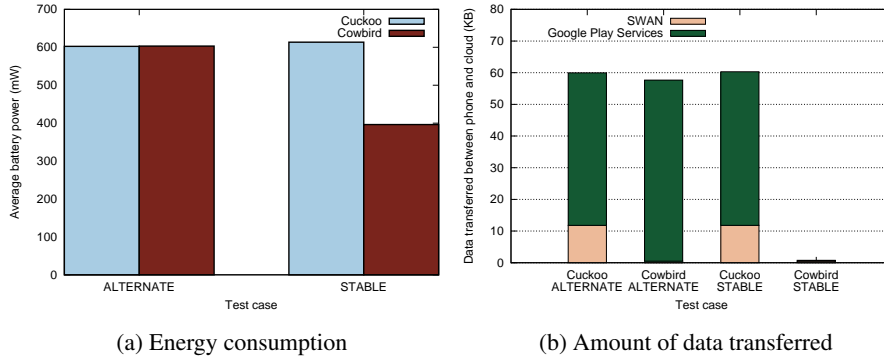 700
600
500
400
300
200
100
0
Average battery power (mW)
Cuckoo
Cowbird
ALTERNATE
STABLE
Test case
(a) Energy consumption
80
70
60
50
40
30
20
10
0
Data transferred between phone and cloud (KB)
SWAN
Google Play Services
Cuckoo ALTERNATE
Cowbird ALTERNATE
Cuckoo STABLE
Cowbird STABLE
Test case
(b) Amount of data transferred